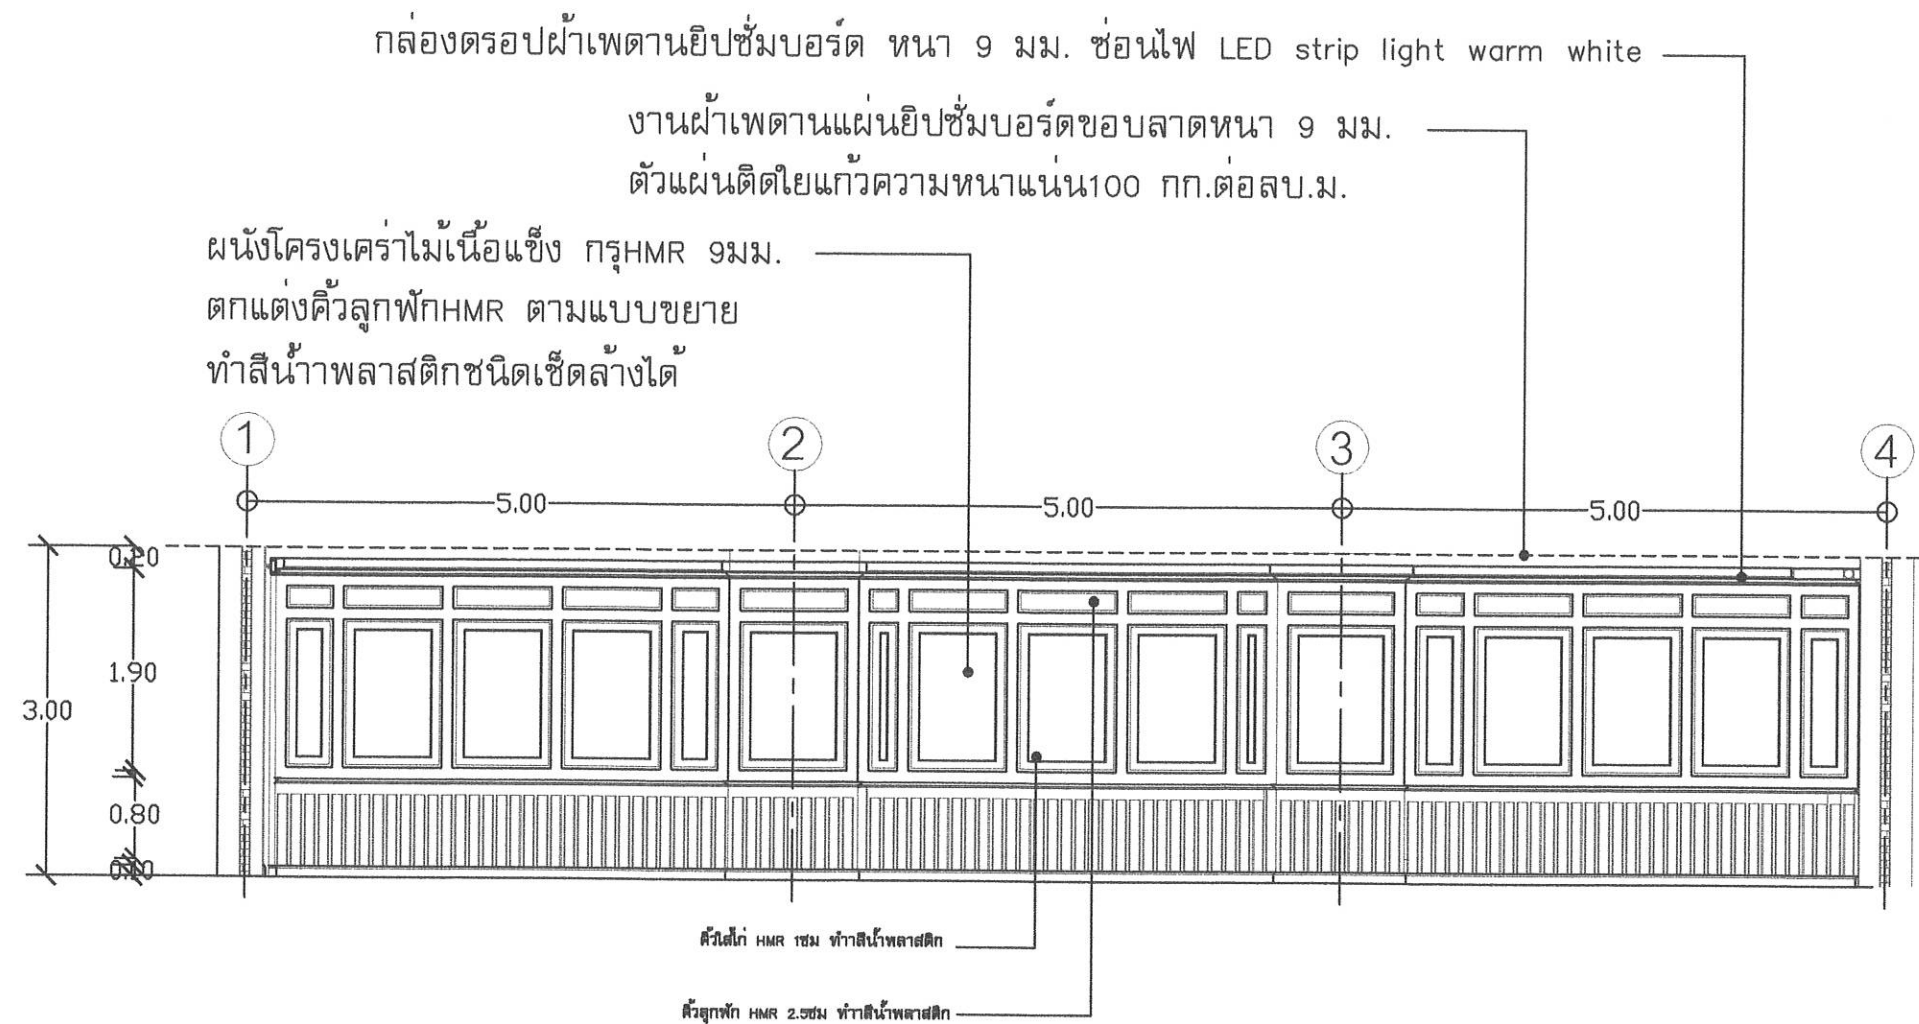 กล่องดรอปฝ้าเพดานยิปซั่มบอร์ด หนา 9 มม. ซ่อนไฟ LED strip light warm white
งานฝ้าเพดานแผ่นยิปซั่มบอร์ดขอบลาดหนา 9 มม.
ตัวแผ่นติดใยแก้วความหนาแน่น100 กก.ต่อลบ.ม.
ผนังโครงเคร่าไม้เนื้อแข็ง กรุHMR 9มม.
ตกแต่งคิ้วลูกฟักHMR ตามแบบขยาย
ทำสีน้ำาพลาสติกชนิดเช็ดล้างได้
1
2
3
4
5.00
5.00
5.00
0.20
1.90
3.00
0.80
คิ้วไส้ไก่ HMR 1ซม ทำาสีน้ำพลาสติก
คิ้วลูกฟัก HMR 2.5ซม ทำาสีน้ำพลาสติก